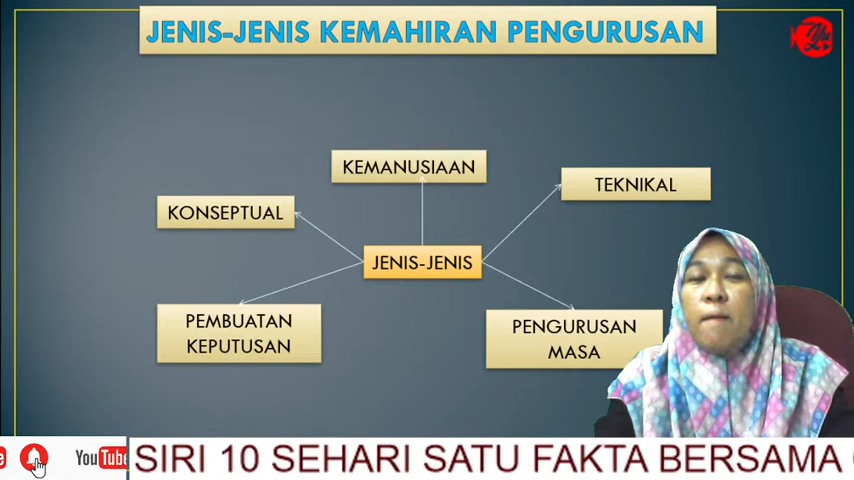 JENIS-JENIS KEMAHIRAN PENGURUSAN
KEMANUSIAAN
TEKNIKAL
KONSEPTUAL
JENIS-JENIS
PEMBUATAN
KEPUTUSAN
PENGURUSAN
MASA
YouTube
SIRI 10 SEHARI SATU FAKTA BERSAMA